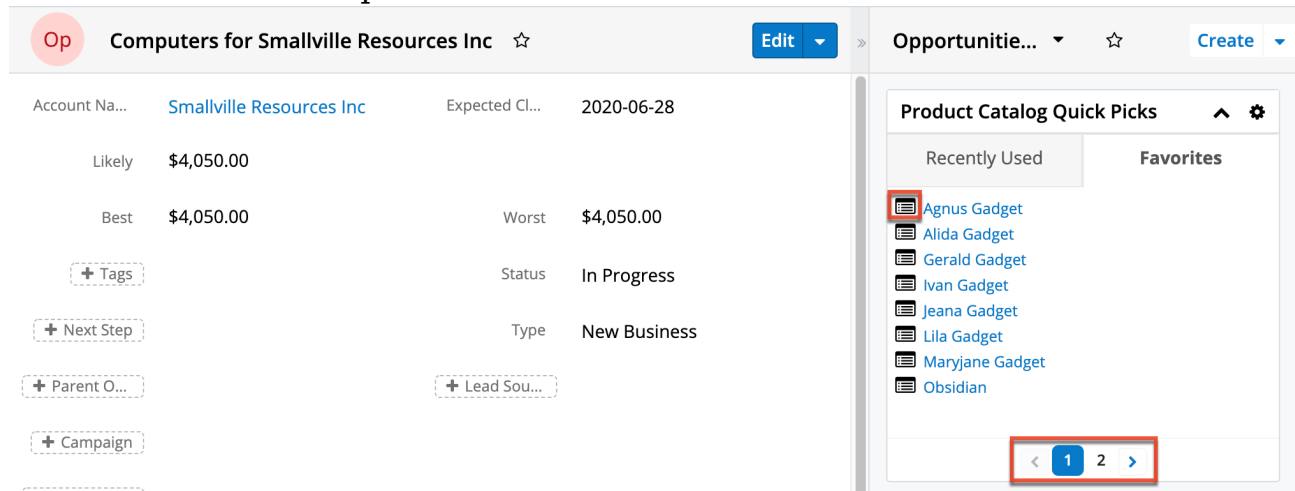 Op Computers for Smallville Resources Inc Edit
Opportunitie... Create
Account Na... Smallville Resources Inc Expected Cl... 2020-06-28
Likely $4,050.00
Best $4,050.00 Worst $4,050.00
Tags Status In Progress
Next Step Type New Business
Parent O... Lead Sou...
Campaign
Product Catalog Quick Picks
Recently Used Favorites
Agnus Gadget
Alida Gadget
Gerald Gadget
Ivan Gadget
Jeana Gadget
Lila Gadget
Maryjane Gadget
Obsidian
< 1 2 >